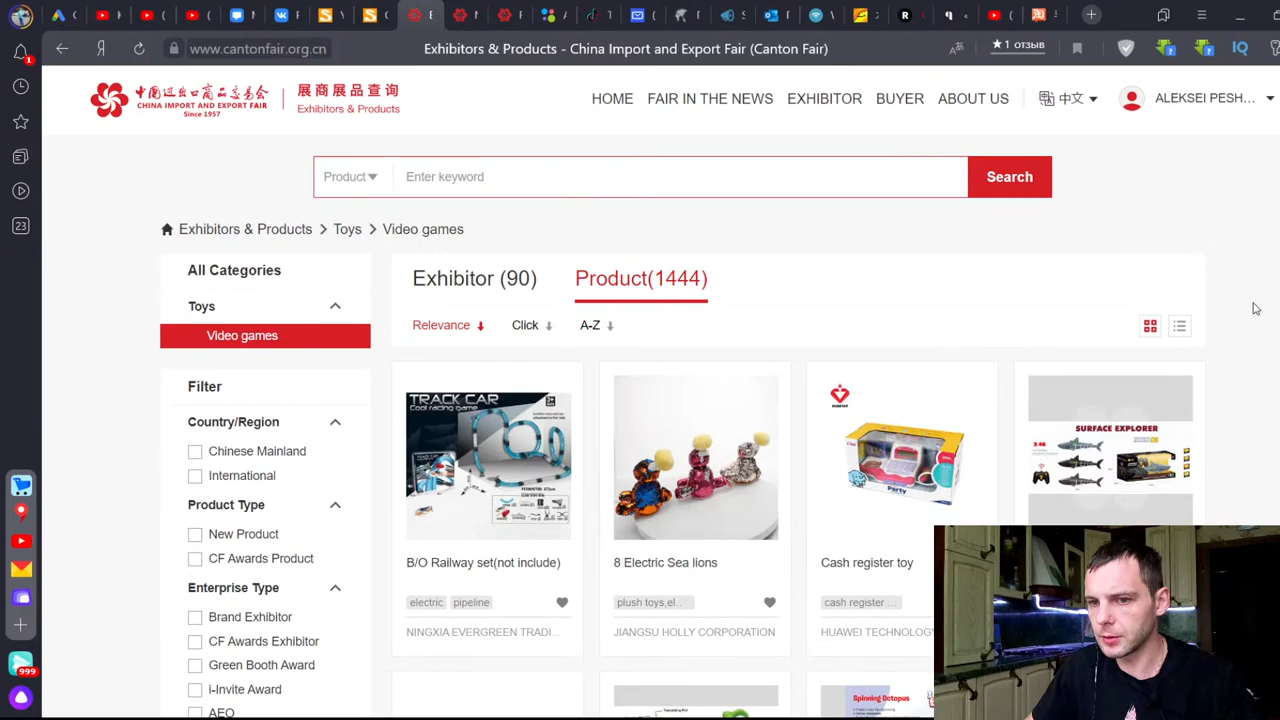 www.cantonfair.org.cn
Exhibitors & Products - China Import and Export Fair (Canton Fair)
★ 1 отзыв
IQ
1
中国进出口商品交易会
CHINA IMPORT AND EXPORT FAIR
Since 1957
展商展品查询
Exhibitors & Products
HOME
FAIR IN THE NEWS
EXHIBITOR
BUYER
ABOUT US
中文
ALEKSEI PESH...
Product
Enter keyword
Search
Exhibitors & Products > Toys > Video games
23
All Categories
Toys
Video games
Filter
Country/Region
Chinese Mainland
International
Product Type
New Product
CF Awards Product
Enterprise Type
Brand Exhibitor
CF Awards Exhibitor
Green Booth Award
i-Invite Award
AEO
Exhibitor (90)
Product(1444)
Relevance
Click
A-Z
TRACK CAR
Cool racing game
SURFACE EXPLORER
Party
B/O Railway set(not include)
8 Electric Sea lions
Cash register toy
electric
pipeline
plush toys,el...
cash register ...
NINGXIA EVERGREEN TRADI...
JIANGSU HOLLY CORPORATION
HUAWEI TECHNOLOGY
Spinning Octopus
999